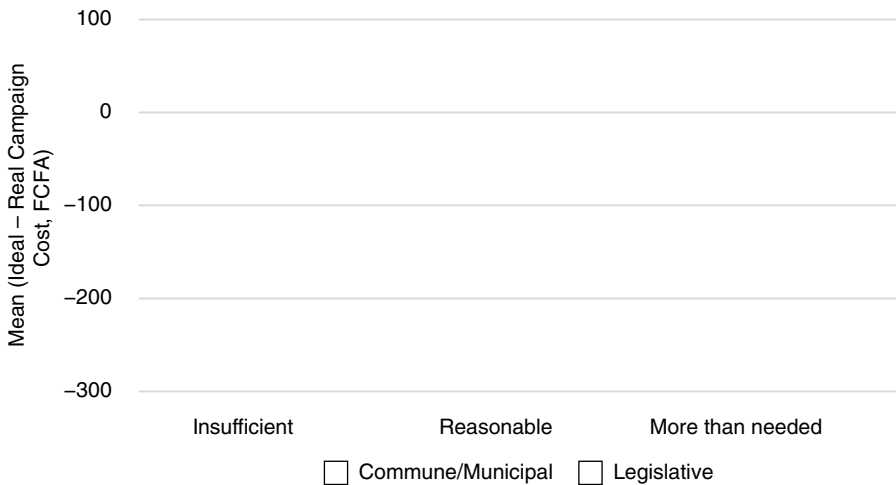 Mean (Ideal – Real Campaign
Cost, FCFA)
100
0
–100
–200
–300
Insufficient Reasonable More than needed
Commune/Municipal Legislative